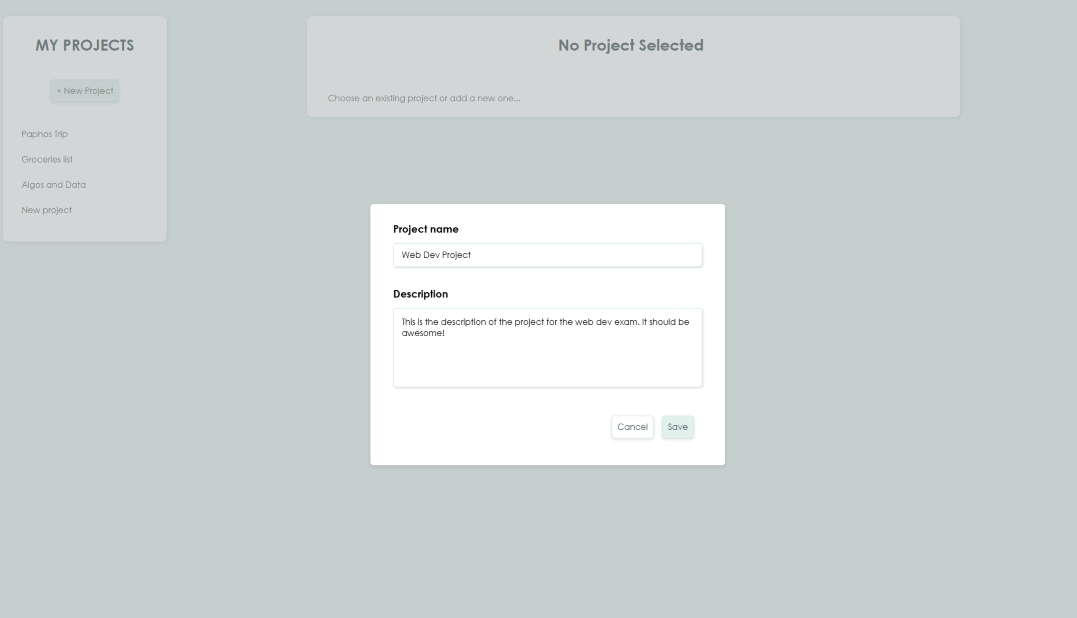 MY PROJECTS
+ New Project
Paphos Trip
Groceries list
Algos and Data
New project
No Project Selected
Choose an existing project or add a new one...
Project name
Web Dev Project
Description
This is the description of the project for the web dev exam. It should be
awesome!
Cancel
Save